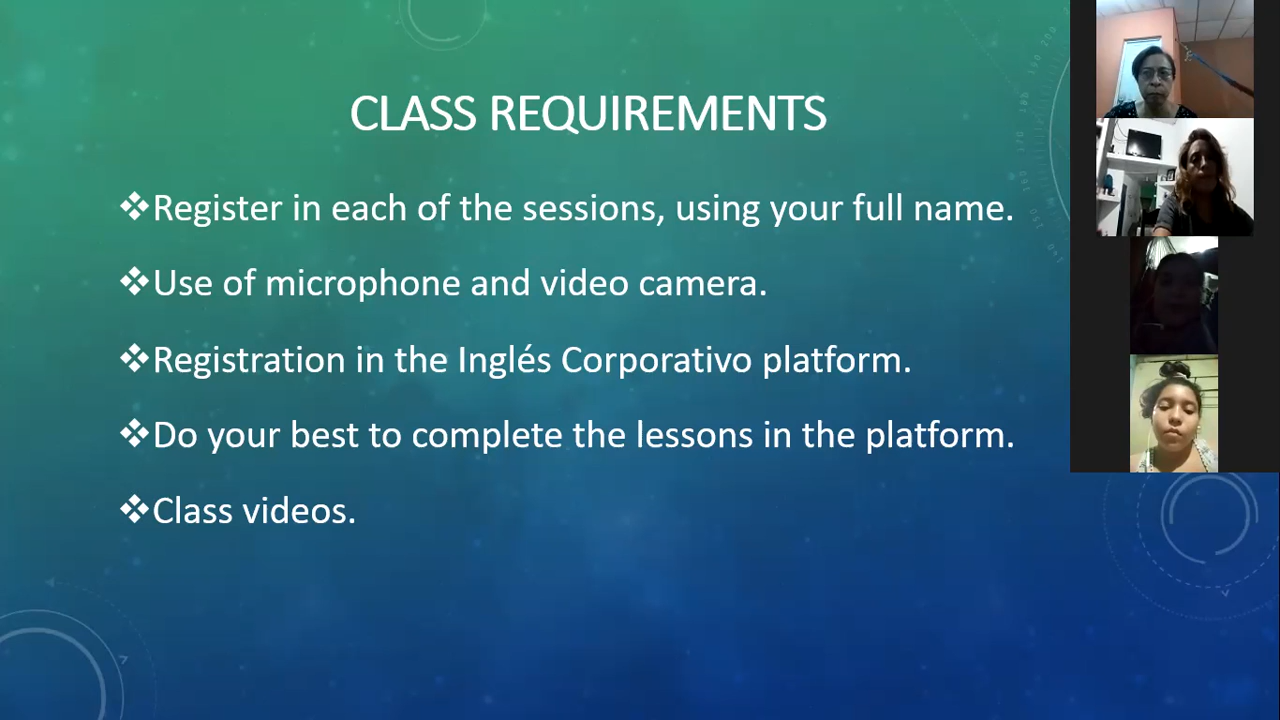 CLASS REQUIREMENTS
❖Register in each of the sessions, using your full name.
❖Use of microphone and video camera.
❖Registration in the Inglés Corporativo platform.
❖Do your best to complete the lessons in the platform.
❖Class videos.